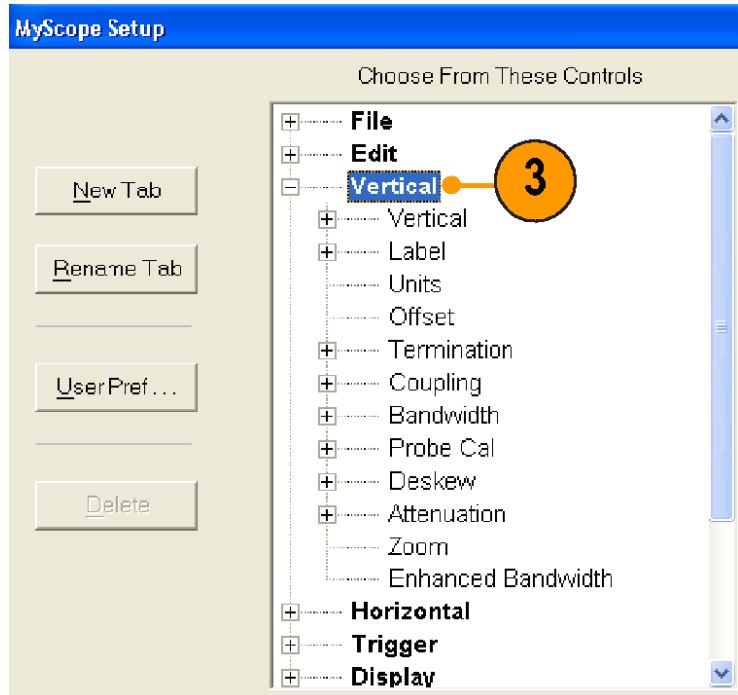 MyScope Setup
Choose From These Controls
File
Edit
Vertical
3
Vertical
Label
Units
Offset
Termination
Coupling
Bandwidth
Probe Cal
Deskew
Attenuation
Zoom
Enhanced Bandwidth
Horizontal
Trigger
Display
New Tab
Rename Tab
User Pref...
Delete